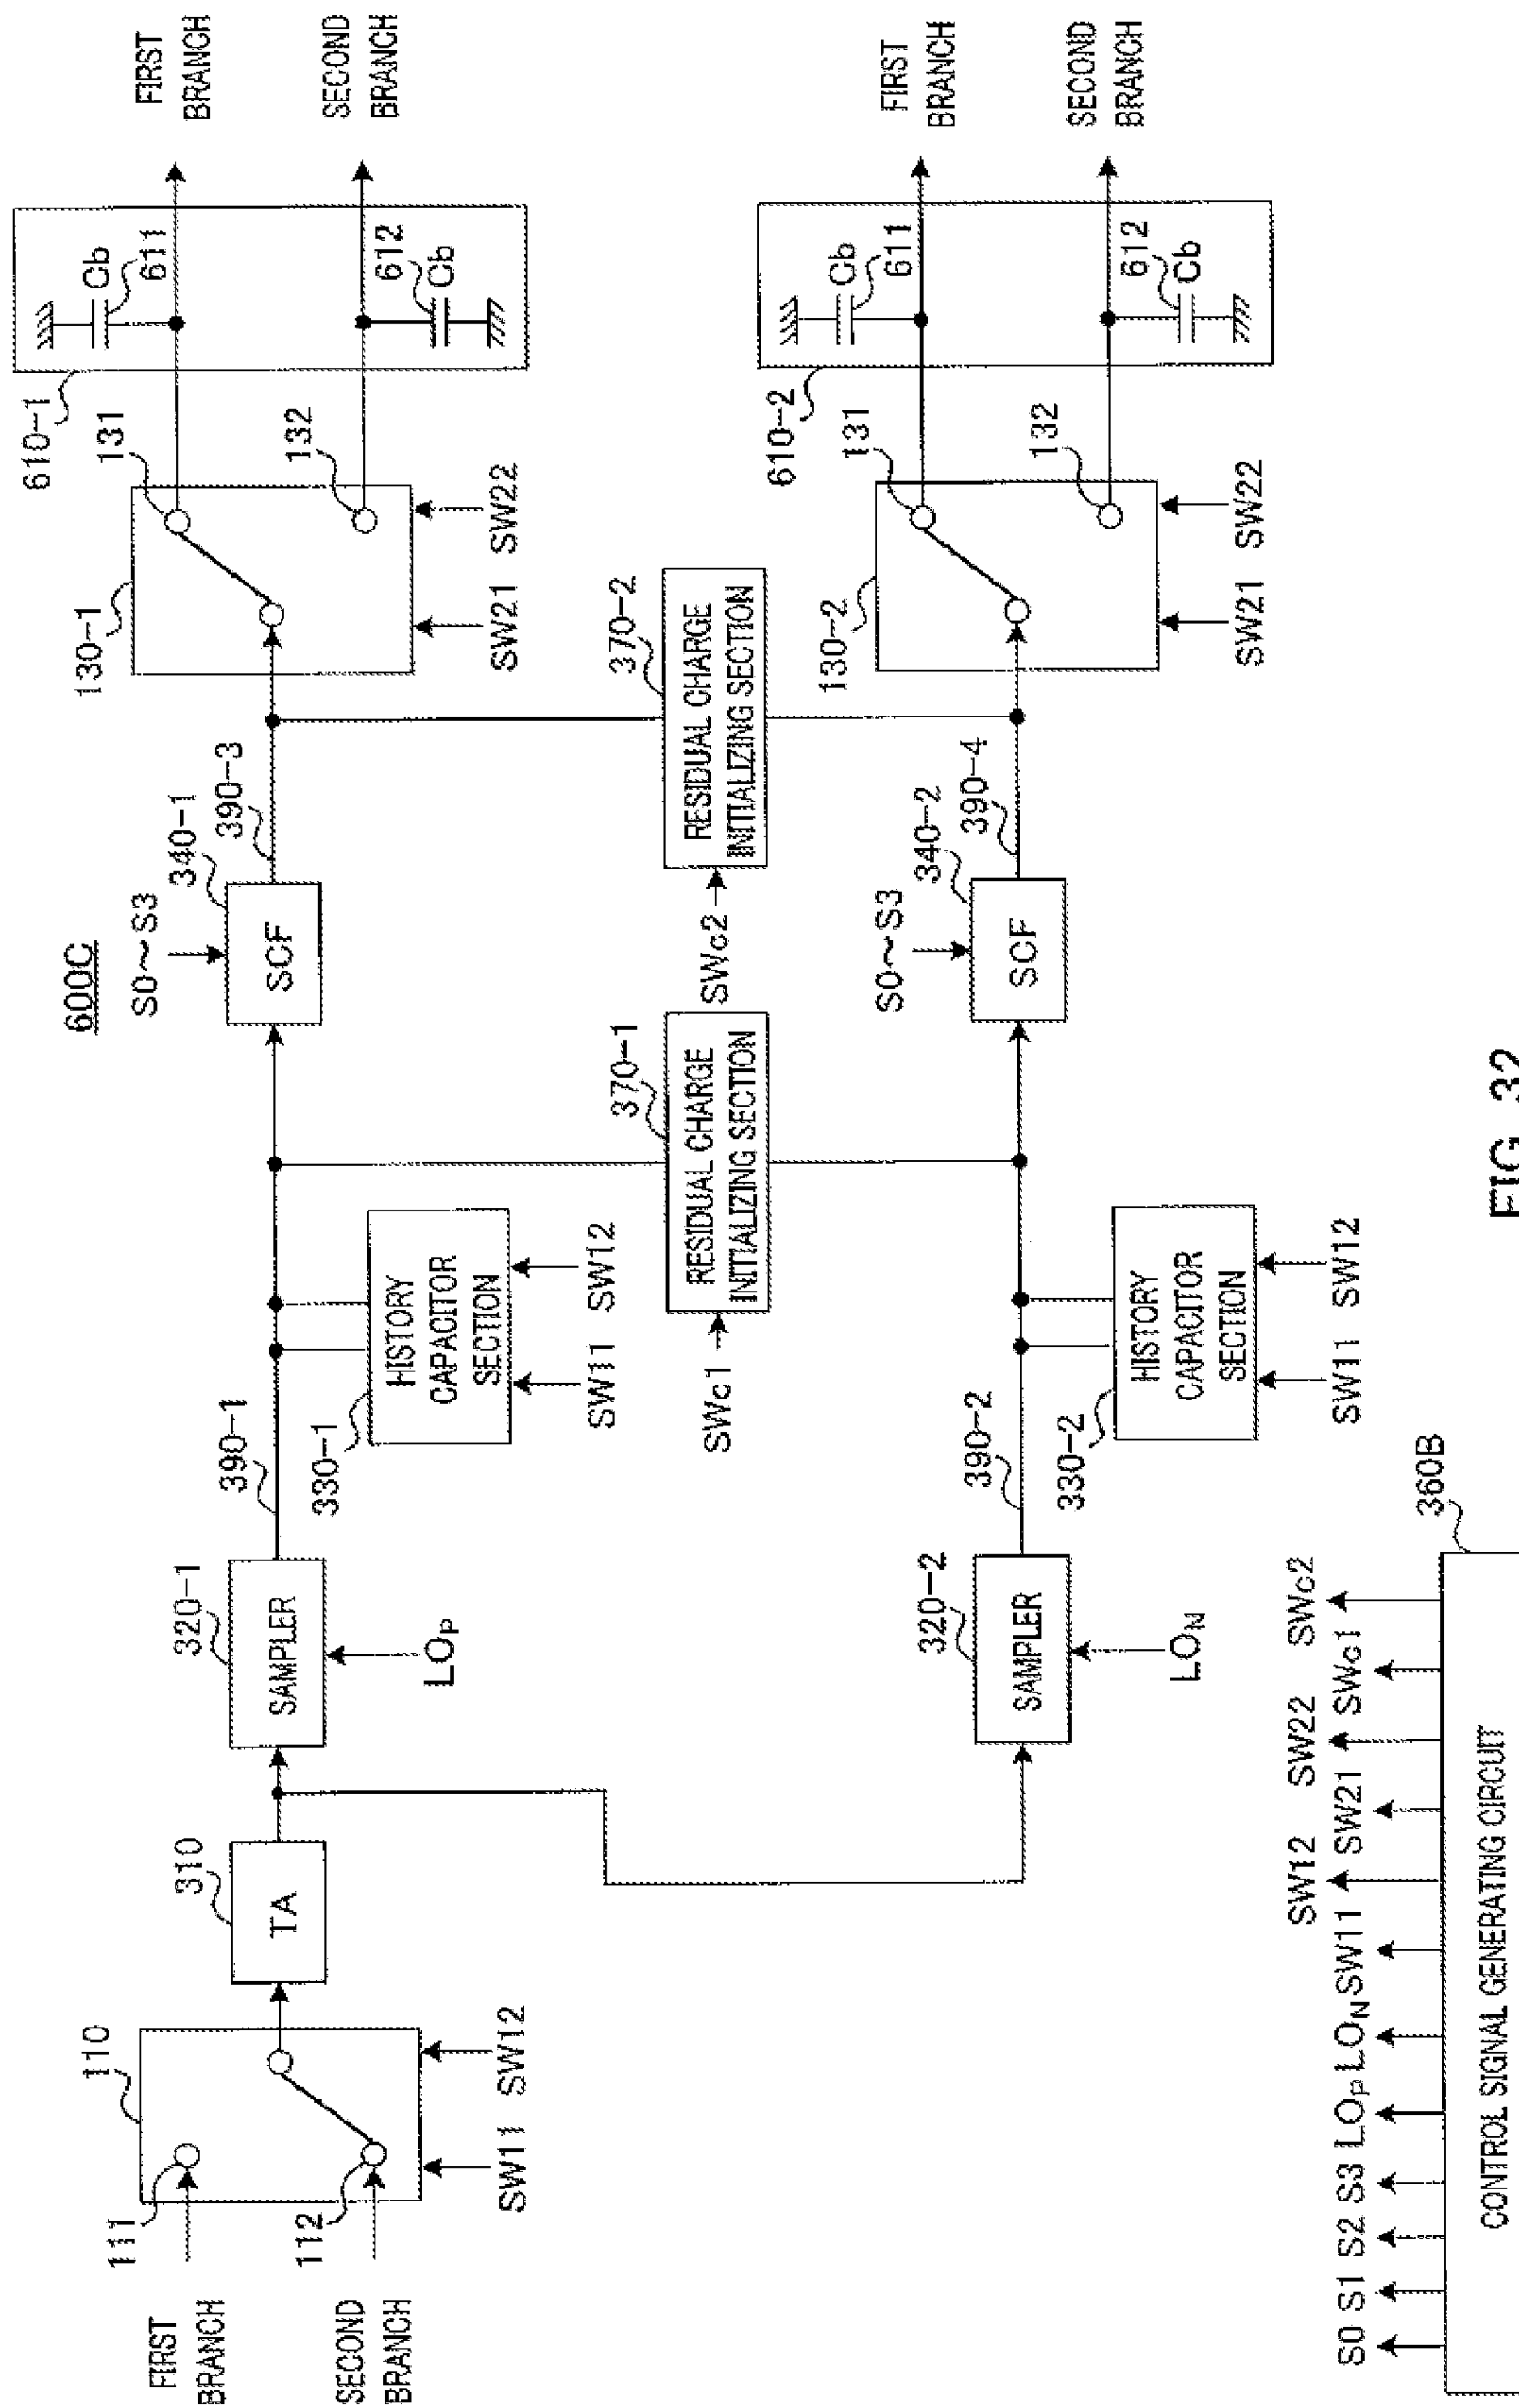 600C
FIRST
BRANCH
SECOND
BRANCH
111
112
110
SW11
SW12
TA
310
SAMPLER
320-1
LOP
390-1
HISTORY
CAPACITOR
SECTION
330-1
SW11
SW12
S0~S3
SCF
340-1
390-3
130-1
131
132
SW21
SW22
610-1
Cb
611
612
Cb
FIRST
BRANCH
SECOND
BRANCH
RESIDUAL CHARGE
INITIALIZING SECTION
370-1
SWc1
RESIDUAL CHARGE
INITIALIZING SECTION
370-2
SWc2
SAMPLER
320-2
LON
390-2
HISTORY
CAPACITOR
SECTION
330-2
SW11
SW12
S0~S3
SCF
340-2
390-4
130-2
131
132
SW21
SW22
610-2
Cb
611
612
Cb
FIRST
BRANCH
SECOND
BRANCH
S0 S1 S2 S3 LOP LON SW11 SW12 SW21 SW22 SWc1 SWc2
360B
CONTROL SIGNAL GENERATING CIRCUIT
FIG. 32